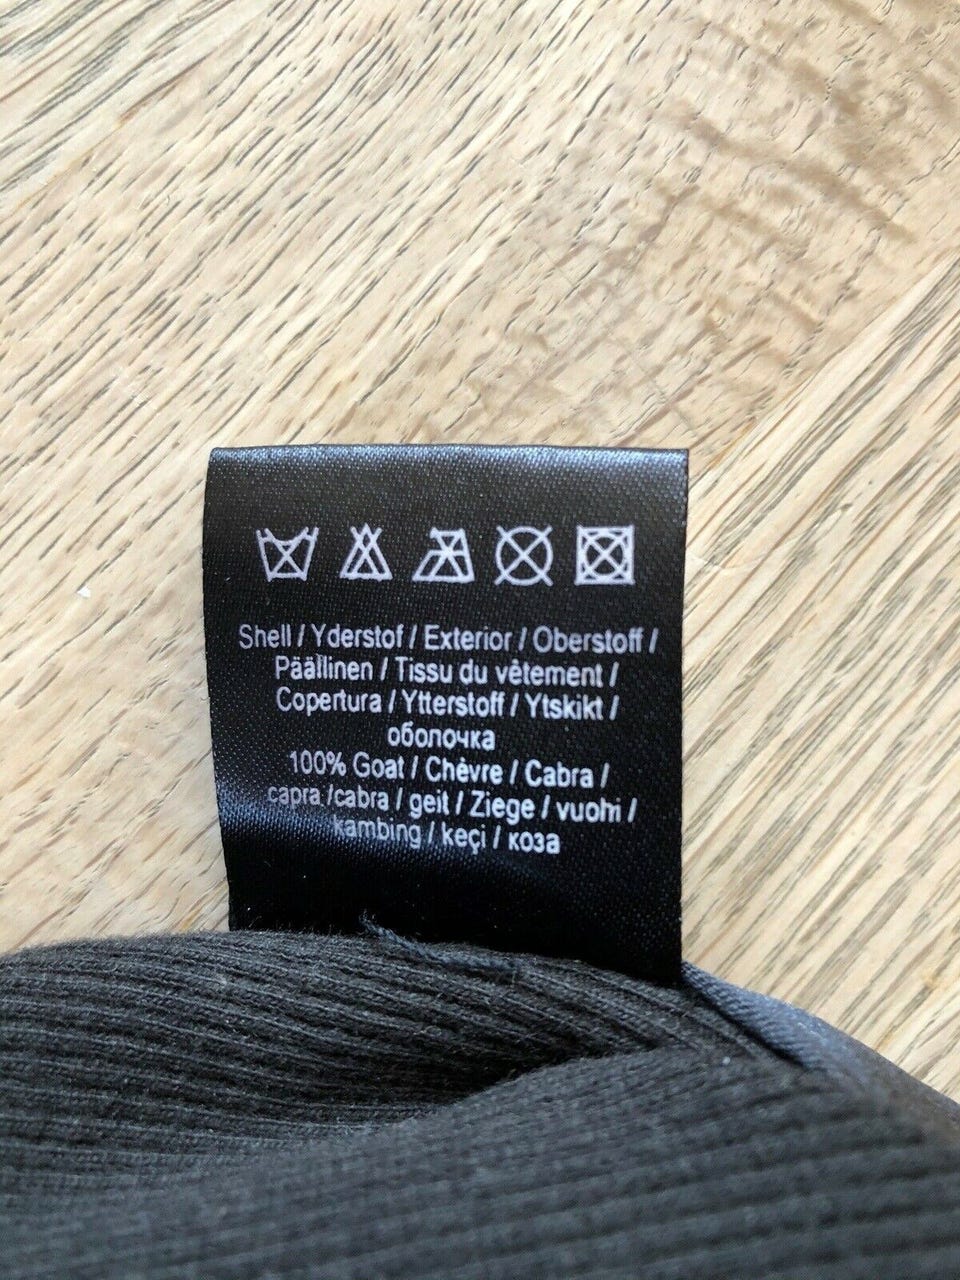 Shell / Yderstof / Exterior / Oberstoff /
Päällinen / Tissu du vêtement /
Copertura / Ytterstoff / Ytskikt /
оболочка
100% Goat / Chèvre / Cabra /
capra /cabra / geit / Ziege / vuohi /
kambing / keçi / коза